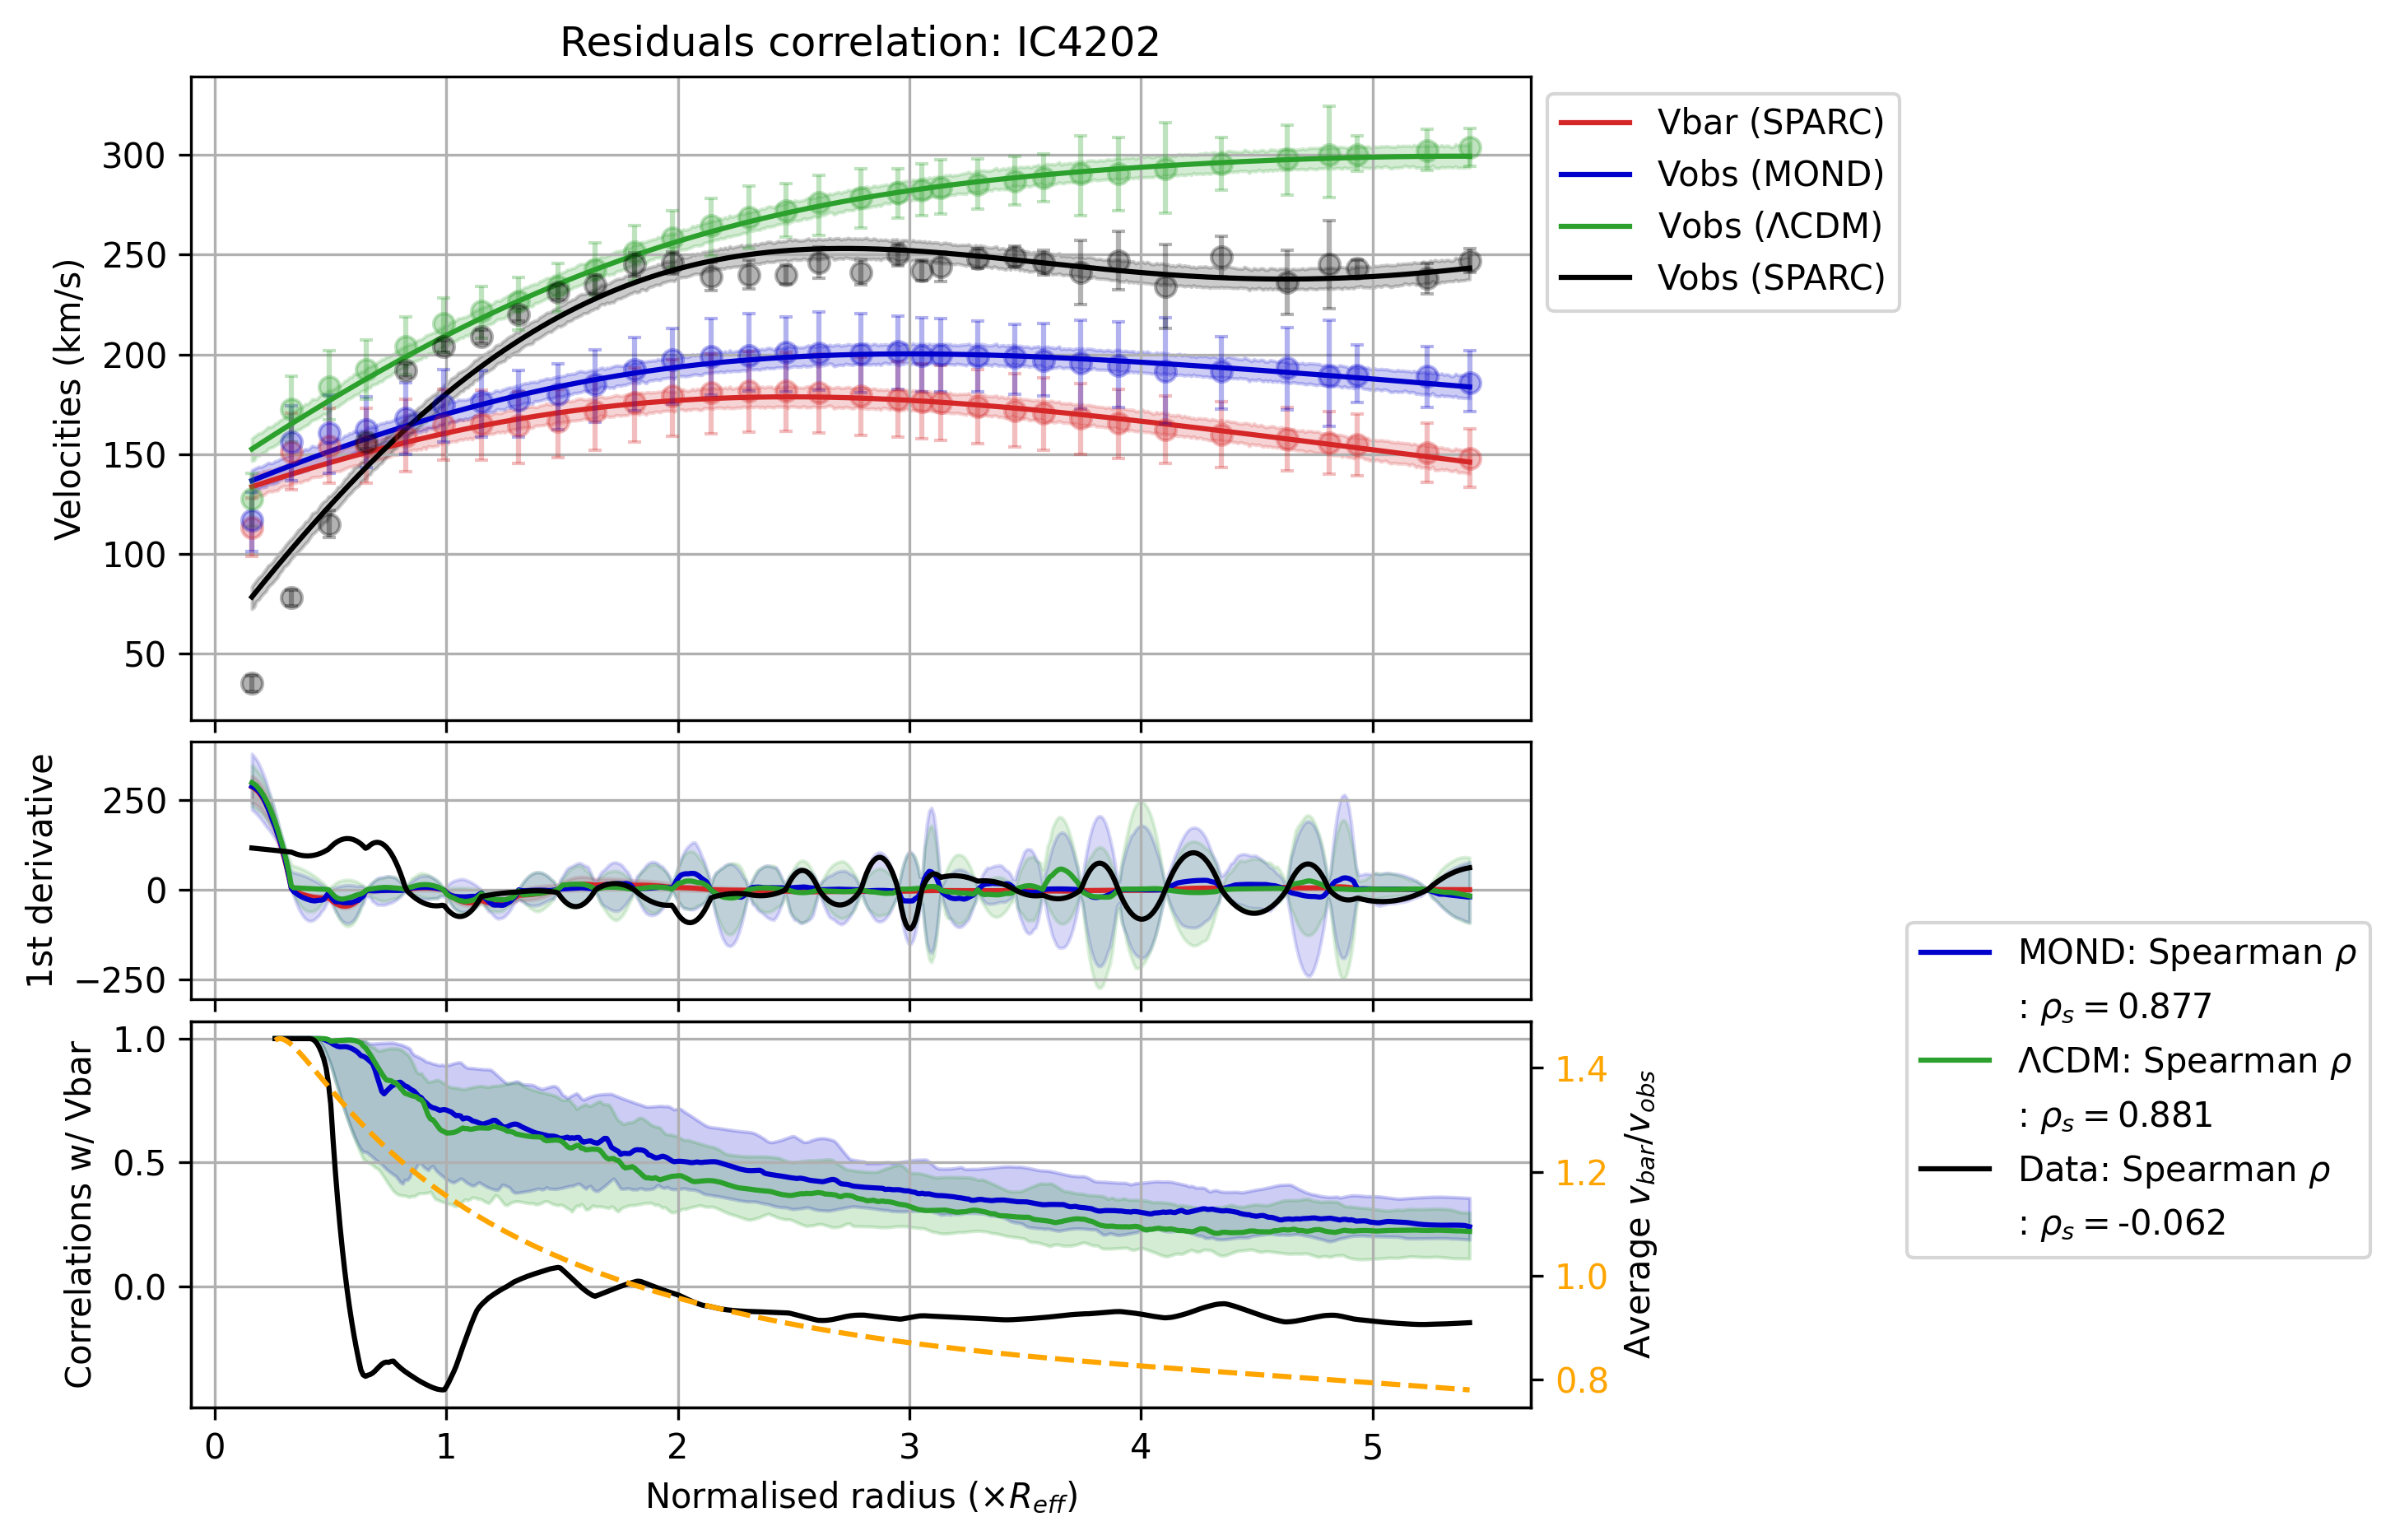 Residuals correlation: IC4202
Velocities (km/s)
300
250
200
150
100
50
Vbar (SPARC)
Vobs (MOND)
Vobs (ΛCDM)
Vobs (SPARC)
1st derivative
250
0
−250
Correlations w/ Vbar
1.0
0.5
0.0
1.4
1.2
1.0
0.8
Average v_bar/v_obs
MOND: Spearman ρ
: ρ_s = 0.877
ΛCDM: Spearman ρ
: ρ_s = 0.881
Data: Spearman ρ
: ρ_s = -0.062
0 1 2 3 4 5
Normalised radius (×R_eff)